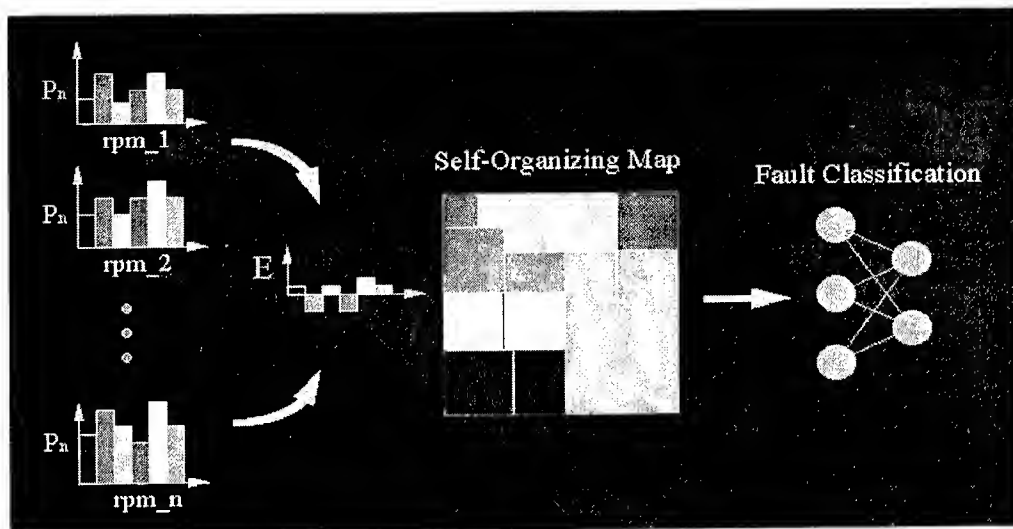 Pn
rpm_1
Pn
rpm_2
E
Pn
rpm_n
Self-Organizing Map
Fault Classification